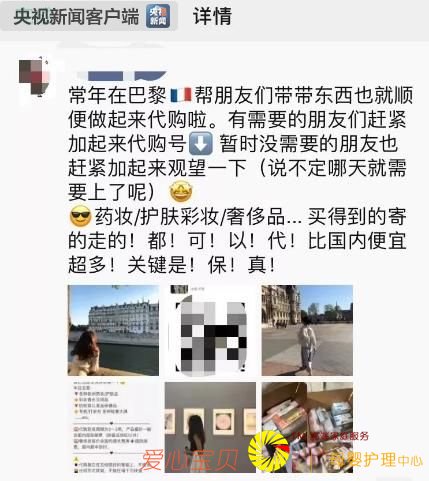 央视新闻客户端 央视新闻 详情
常年在巴黎🇫🇷帮朋友们带带东西也就顺
便做起来代购啦。有需要的朋友们赶紧
加起来代购号⬇️ 暂时没需要的朋友也
赶紧加起来观望一下（说不定哪天就需
要上了呢）🤩
😎药妆/护肤彩妆/奢侈品... 买得到的寄
的走的！都！可！以！代！比国内便宜
超多！关键是！保！真！
家庭服务
爱心宝贝
婴护理中心